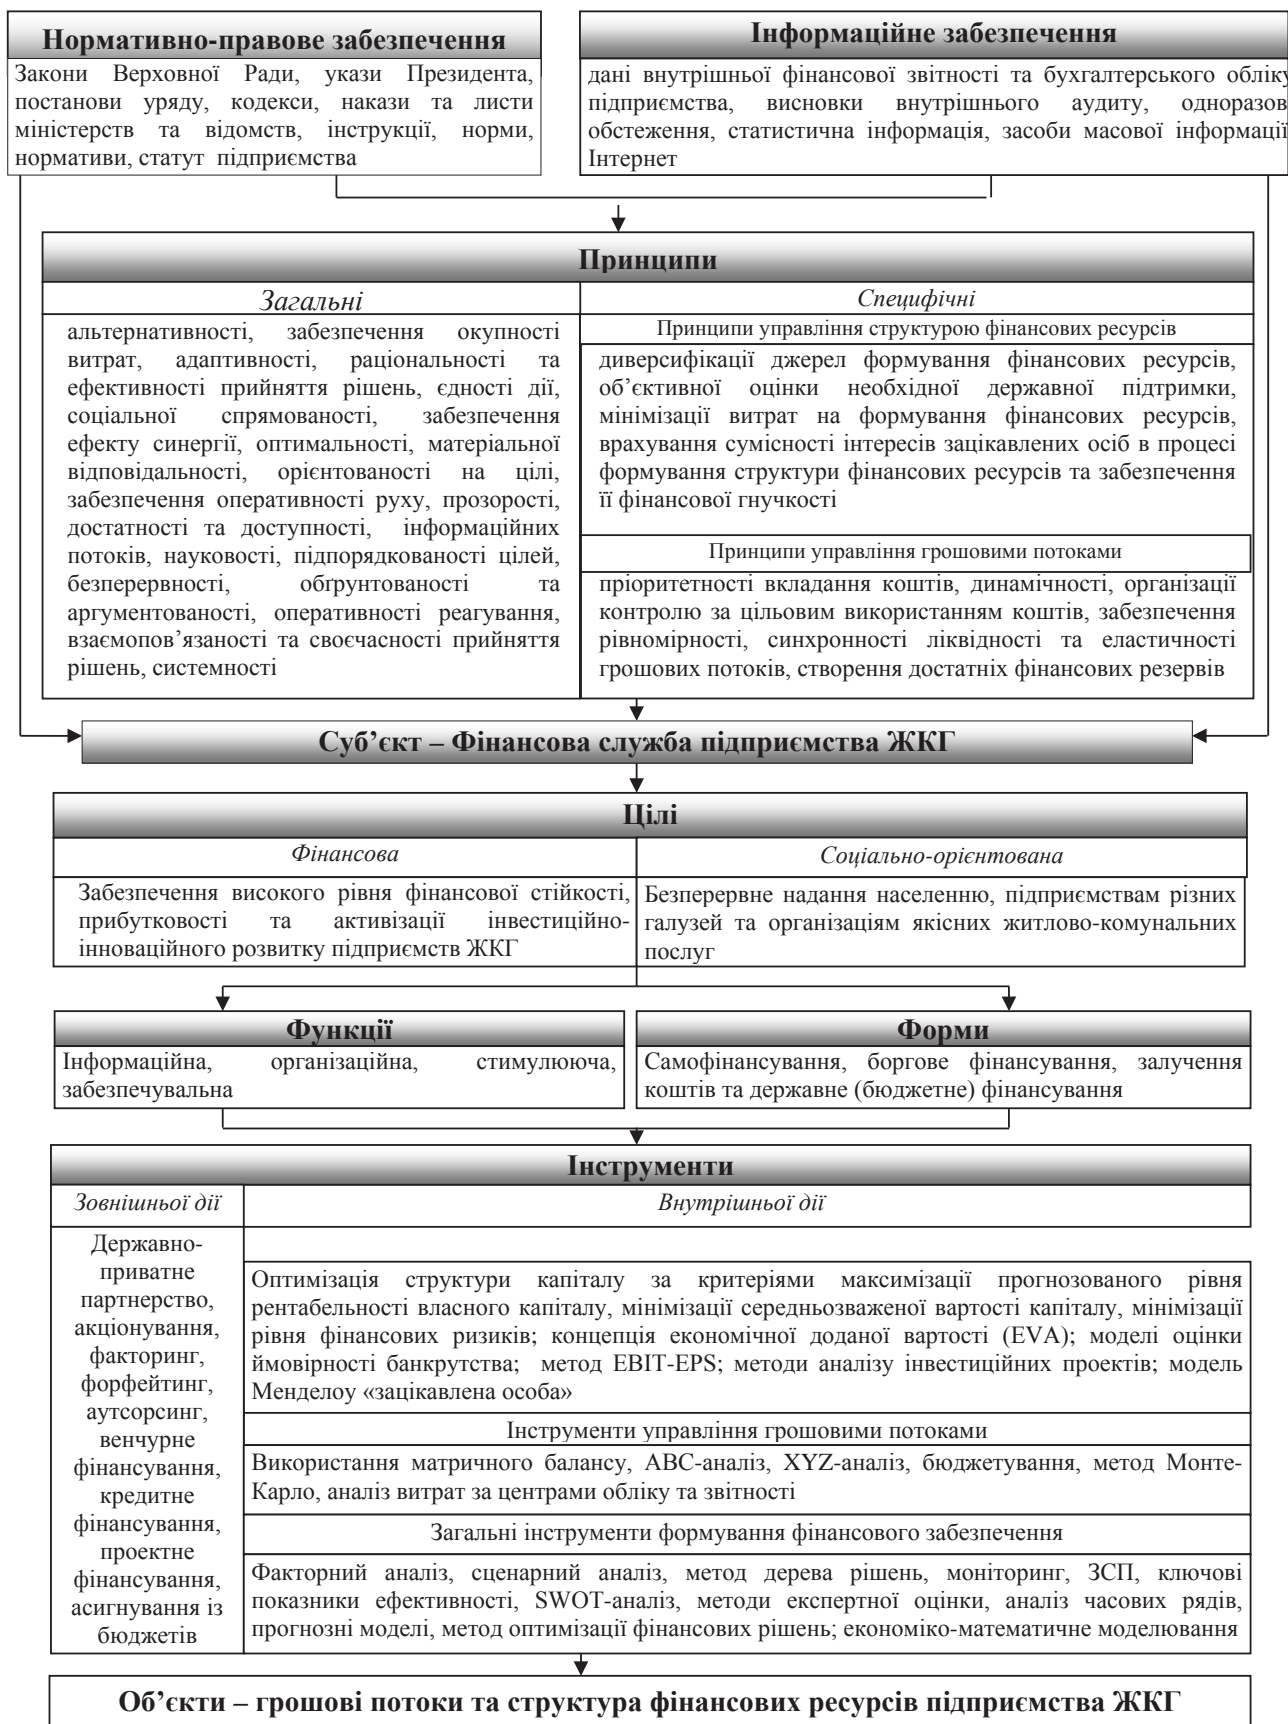 Нормативно-правове забезпечення
Закони Верховної Ради, укази Президента,
постанови уряду, кодекси, накази та листи
міністерств та відомств, інструкції, норми,
нормативи, статут підприємства
Інформаційне забезпечення
дані внутрішньої фінансової звітності та бухгалтерського обліку
підприємства, висновки внутрішнього аудиту, одноразов
обстеження, статистична інформація, засоби масової інформації
Інтернет
Принципи
Загальні
альтернативності, забезпечення окупності
витрат, адаптивності, раціональності та
ефективності прийняття рішень, єдності дії,
соціальної спрямованості, забезпечення
ефекту синергії, оптимальності, матеріальної
відповідальності, орієнтованості на цілі,
забезпечення оперативності руху, прозорості,
достатності та доступності, інформаційних
потоків, науковості, підпорядкованості цілей,
безперервності, обґрунтованості та
аргументованості, оперативності реагування,
взаємопов’язаності та своєчасності прийняття
рішень, системності
Специфічні
Принципи управління структурою фінансових ресурсів
диверсифікації джерел формування фінансових ресурсів,
об’єктивної оцінки необхідної державної підтримки,
мінімізації витрат на формування фінансових ресурсів,
врахування сумісності інтересів зацікавлених осіб в процесі
формування структури фінансових ресурсів та забезпечення
її фінансової гнучкості
Принципи управління грошовими потоками
пріоритетності вкладання коштів, динамічності, організації
контролю за цільовим використанням коштів, забезпечення
рівномірності, синхронності ліквідності та еластичності
грошових потоків, створення достатніх фінансових резервів
Суб’єкт – Фінансова служба підприємства ЖКГ
Цілі
Фінансова
Забезпечення високого рівня фінансової стійкості,
прибутковості та активізації інвестиційно-
інноваційного розвитку підприємств ЖКГ
Соціально-орієнтована
Безперервне надання населенню, підприємствам різних
галузей та організаціям якісних житлово-комунальних
послуг
Функції
Інформаційна, організаційна, стимулююча,
забезпечувальна
Форми
Самофінансування, боргове фінансування, залучення
коштів та державне (бюджетне) фінансування
Інструменти
Зовнішньої дії
Державно-
приватне
партнерство,
акціонування,
факторинг,
форфейтинг,
аутсорсинг,
венчурне
фінансування,
кредитне
фінансування,
проектне
фінансування,
асигнування із
бюджетів
Внутрішньої дії
Оптимізація структури капіталу за критеріями максимізації прогнозованого рівня
рентабельності власного капіталу, мінімізації середньозваженої вартості капіталу, мінімізації
рівня фінансових ризиків; концепція економічної доданої вартості (EVA); моделі оцінки
ймовірності банкрутства; метод EBIT-EPS; методи аналізу інвестиційних проектів; модель
Менделоу «зацікавлена особа»
Інструменти управління грошовими потоками
Використання матричного балансу, ABC-аналіз, XYZ-аналіз, бюджетування, метод Монте-
Карло, аналіз витрат за центрами обліку та звітності
Загальні інструменти формування фінансового забезпечення
Факторний аналіз, сценарний аналіз, метод дерева рішень, моніторинг, ЗСП, ключові
показники ефективності, SWOT-аналіз, методи експертної оцінки, аналіз часових рядів,
прогнозні моделі, метод оптимізації фінансових рішень; економіко-математичне моделювання
Об’єкти – грошові потоки та структура фінансових ресурсів підприємства ЖКГ